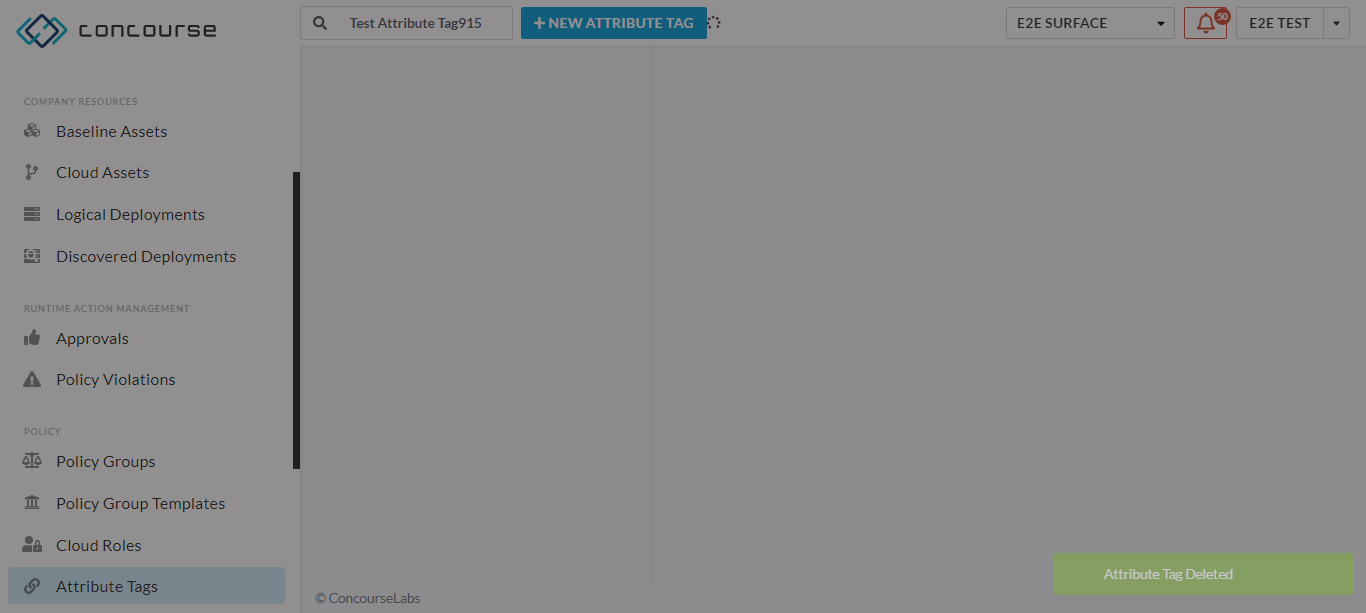 concourse
Test Attribute Tag915
NEW ATTRIBUTE TAG
E2E SURFACE
50
E2E TEST
COMPANY RESOURCES
Baseline Assets
Cloud Assets
Logical Deployments
Discovered Deployments
RUNTIME ACTION MANAGEMENT
Approvals
Policy Violations
POLICY
Policy Groups
Policy Group Templates
Cloud Roles
Attribute Tags
Attribute Tag Deleted
© ConcourseLabs